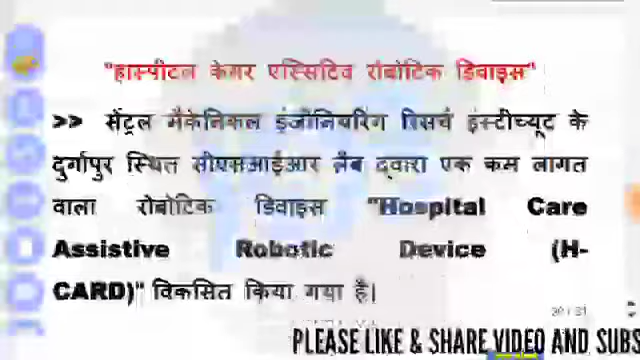 "हास्पीटल केयर एस्सिटिव रोबोटिक डिवाइस"
>> सेंट्रल मैकेनिकल इंजीनियरिंग रिसर्च इंस्टीच्यूट के
दुर्गापुर स्थित सीएसआईआर लैब द्वारा एक कम लागत
वाला रोबोटिक डिवाइस "Hospital Care
Assistive Robotic Device (H-
CARD)" विकसित किया गया है।
PLEASE LIKE & SHARE VIDEO AND SUBS